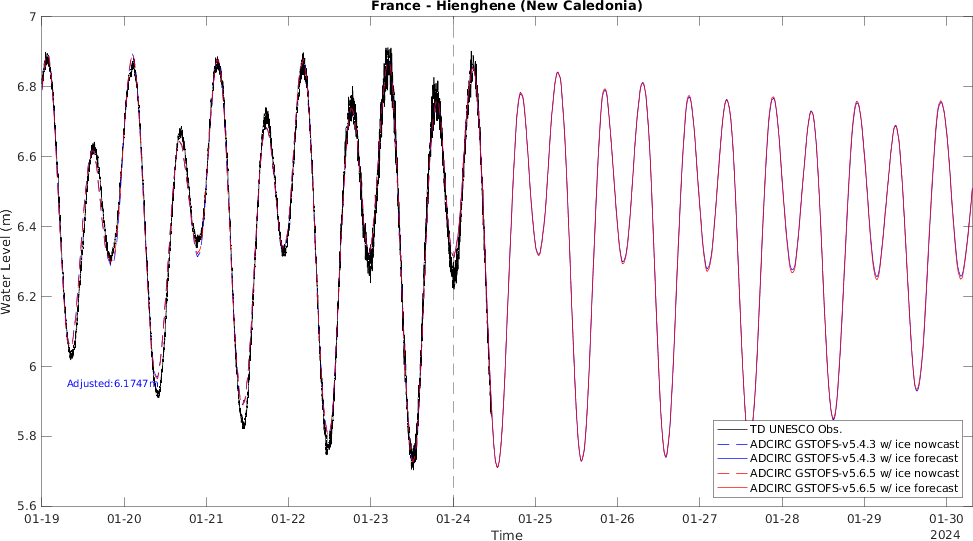 France - Hienghene (New Caledonia)
7
6.8
6.6
6.4
6.2
6
5.8
5.6
Water Level (m)
Adjusted:6.1747m
TD UNESCO Obs.
ADCIRC GSTOFS-v5.4.3 w/ ice nowcast
ADCIRC GSTOFS-v5.4.3 w/ ice forecast
ADCIRC GSTOFS-v5.6.5 w/ ice nowcast
ADCIRC GSTOFS-v5.6.5 w/ ice forecast
01-19 01-20 01-21 01-22 01-23 01-24 01-25 01-26 01-27 01-28 01-29 01-30
Time
2024